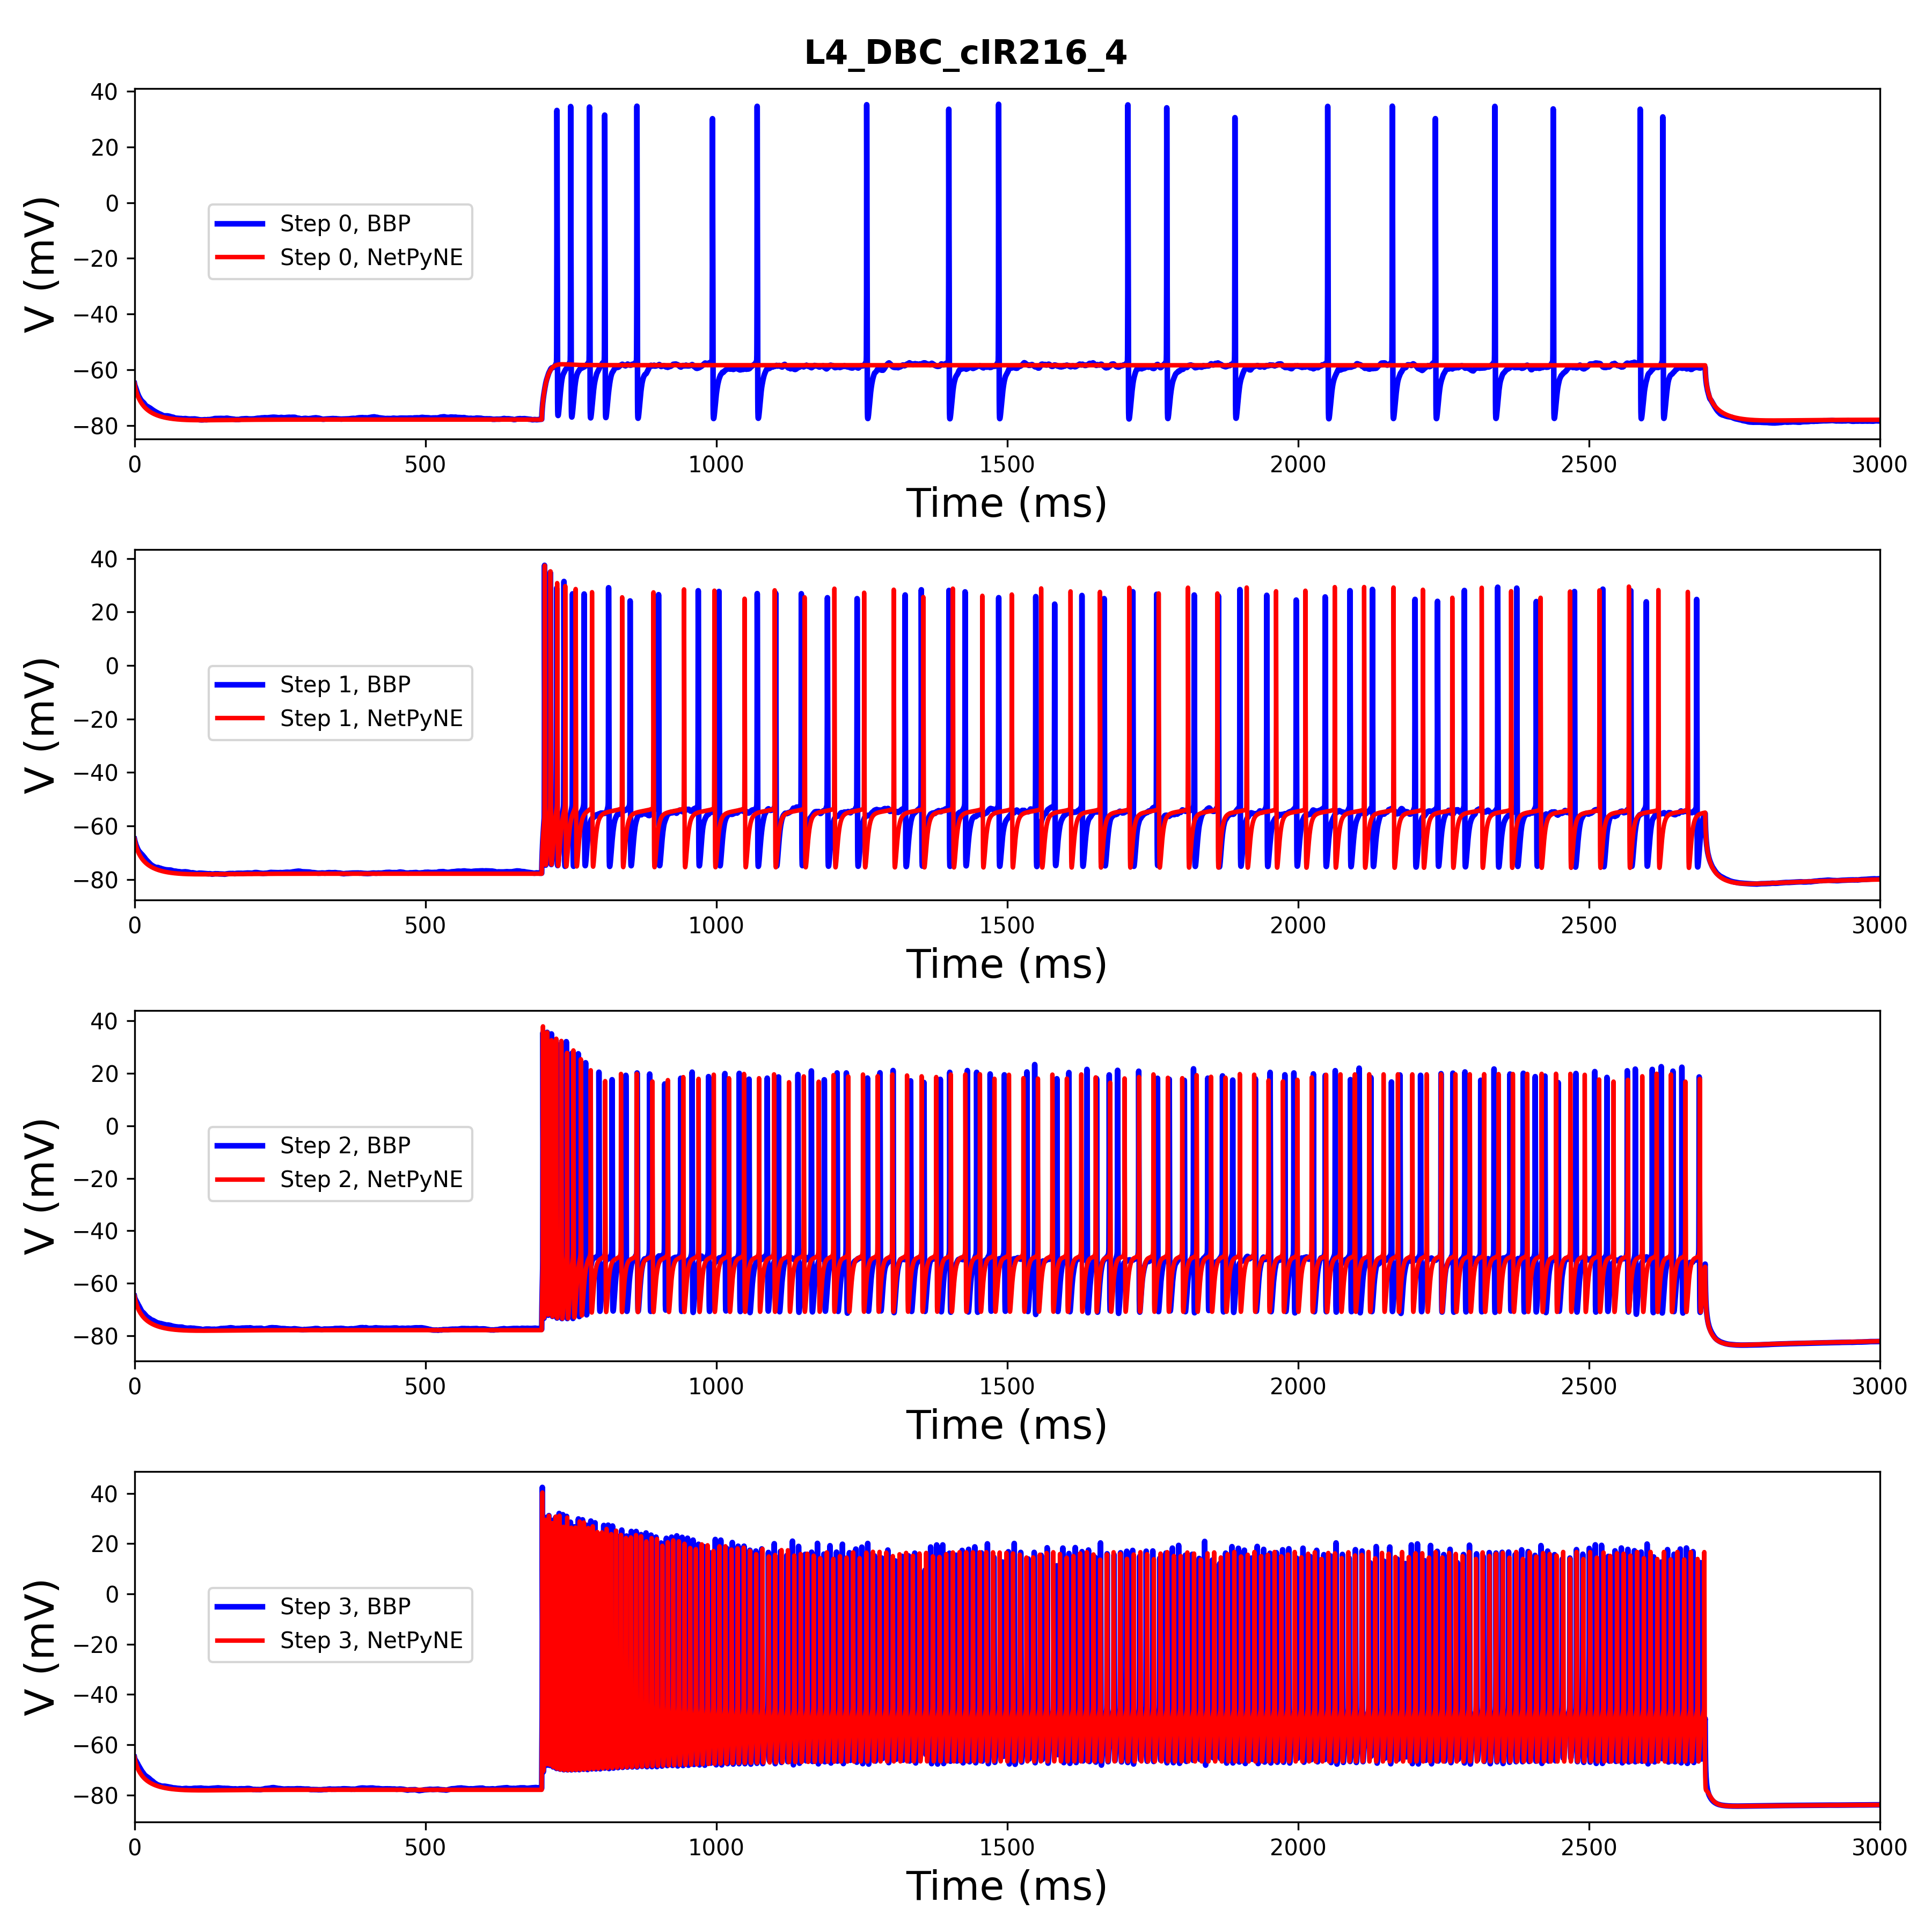 L4_DBC_cIR216_4
40
20
0
−20
−40
−60
−80
V (mV)
Step 0, BBP
Step 0, NetPyNE
0 500 1000 1500 2000 2500 3000
Time (ms)
40
20
0
−20
−40
−60
−80
V (mV)
Step 1, BBP
Step 1, NetPyNE
0 500 1000 1500 2000 2500 3000
Time (ms)
40
20
0
−20
−40
−60
−80
V (mV)
Step 2, BBP
Step 2, NetPyNE
0 500 1000 1500 2000 2500 3000
Time (ms)
40
20
0
−20
−40
−60
−80
V (mV)
Step 3, BBP
Step 3, NetPyNE
0 500 1000 1500 2000 2500 3000
Time (ms)